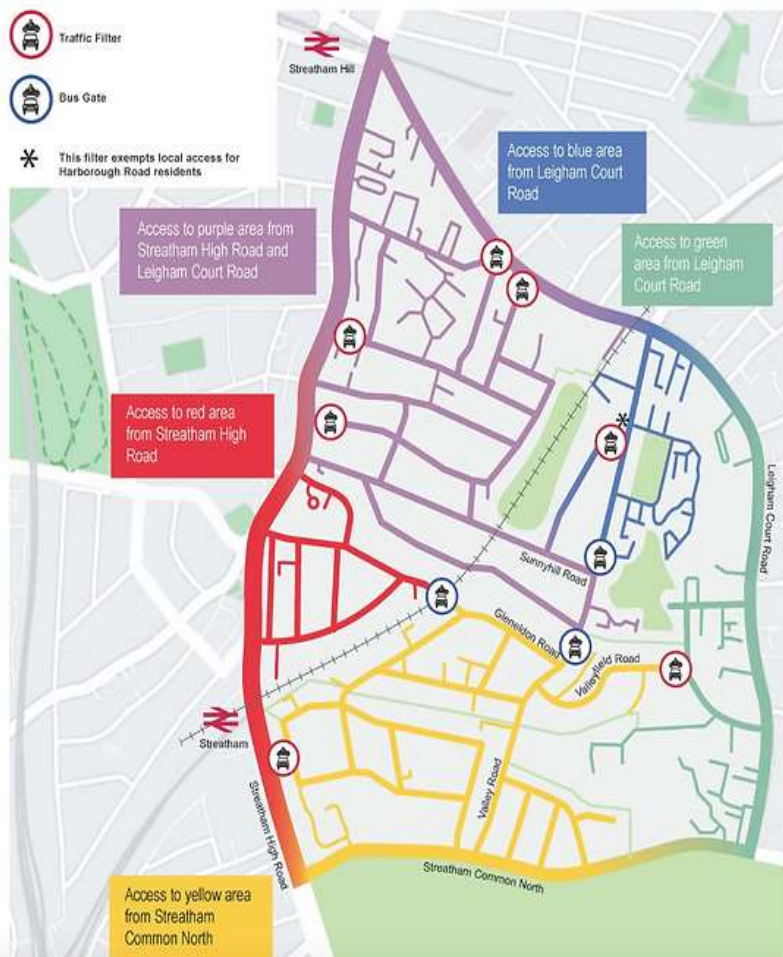 Traffic Filter
Streatham Hill
Bus Gate
This filter exempts local access for
Harborough Road residents
Access to blue area
from Leigham Court
Road
Access to purple area from
Streatham High Road and
Leigham Court Road
Access to green
area from Leigham
Court Road
Access to red area
from Streatham High
Road
Leigham Court Road
Sunnyhill Road
Gleneldon Road
Valleyfield Road
Streatham
Valley Road
Streatham High Road
Streatham Common North
Access to yellow area
from Streatham
Common North